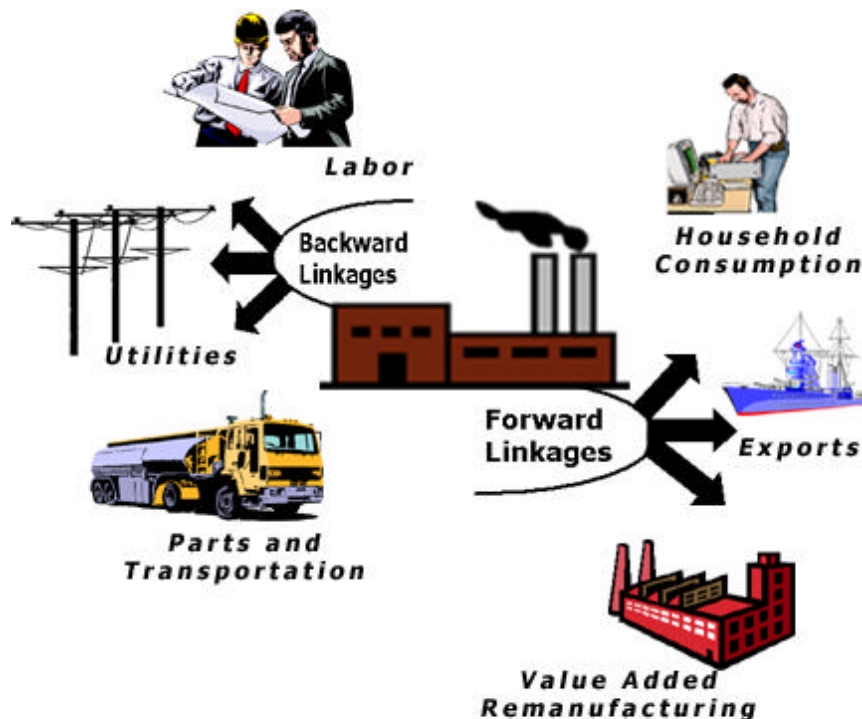 Labor
Backward
Linkages
Household
Consumption
Utilities
Forward
Linkages
Exports
Parts and
Transportation
Value Added
Remanufacturing